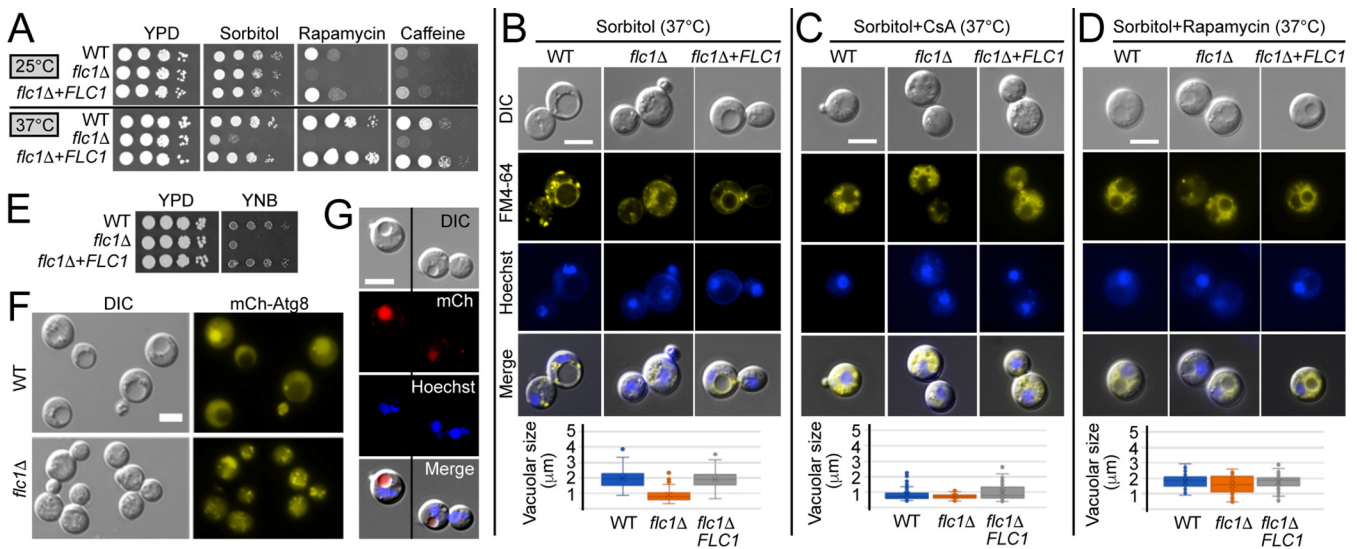 A
YPD Sorbitol Rapamycin Caffeine
25°C
WT
flc1Δ
flc1Δ+FLC1
37°C
WT
flc1Δ
flc1Δ+FLC1
E
YPD YNB
WT
flc1Δ
flc1Δ+FLC1
F
DIC mCh-Atg8
WT
flc1Δ
G
DIC
mCh
Hoechst
Merge
B
Sorbitol (37°C)
WT flc1Δ flc1Δ+FLC1
DIC
FM4-64
Hoechst
Merge
Vacuolar size
(μm)
5
4
3
2
1
WT flc1Δ flc1Δ
FLC1
C
Sorbitol+CsA (37°C)
WT flc1Δ flc1Δ+FLC1
Vacuolar size
(μm)
5
4
3
2
1
WT flc1Δ flc1Δ
FLC1
D
Sorbitol+Rapamycin (37°C)
WT flc1Δ flc1Δ+FLC1
Vacuolar size
(μm)
5
4
3
2
1
WT flc1Δ flc1Δ
FLC1